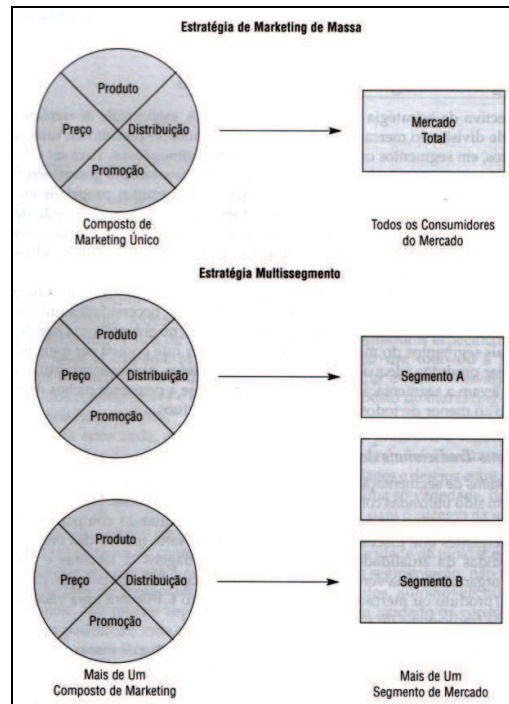 Estratégia de Marketing de Massa
Produto
Preço
Distribuição
Promoção
Mercado
Total
Composto de
Marketing Único
Todos os Consumidores
do Mercado
Estratégia Multissegmento
Produto
Preço
Distribuição
Promoção
Segmento A
Produto
Preço
Distribuição
Promoção
Segmento B
Mais de Um
Composto de Marketing
Mais de Um
Segmento de Mercado